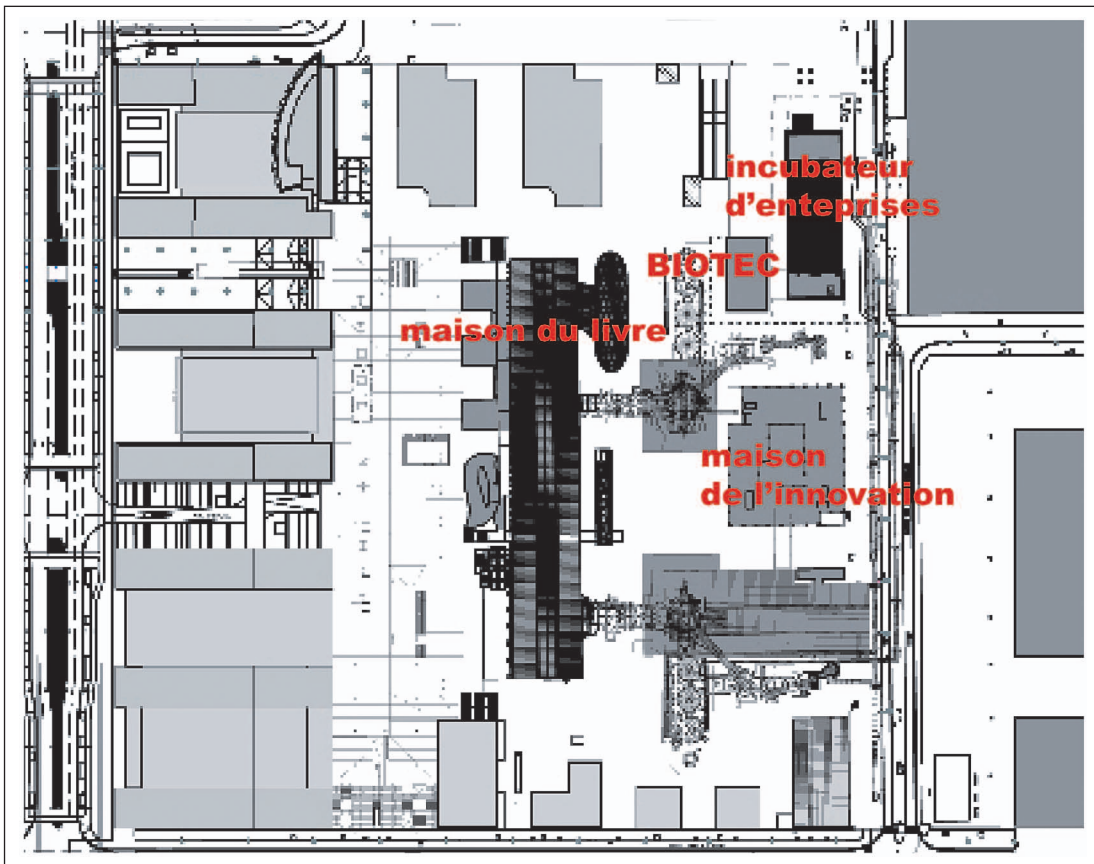 incubateur
d'enteprises
BIOTEC
maison du livre
maison
de l'innovation